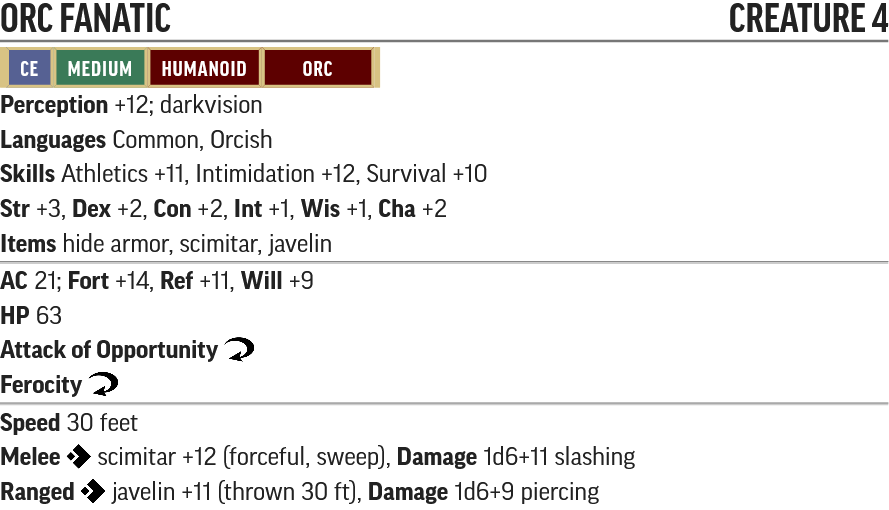 ORC FANATIC CREATURE 4
CE MEDIUM HUMANOID ORC
Perception +12; darkvision
Languages Common, Orcish
Skills Athletics +11, Intimidation +12, Survival +10
Str +3, Dex +2, Con +2, Int +1, Wis +1, Cha +2
Items hide armor, scimitar, javelin
AC 21; Fort +14, Ref +11, Will +9
HP 63
Attack of Opportunity
Ferocity
Speed 30 feet
Melee scimitar +12 (forceful, sweep), Damage 1d6+11 slashing
Ranged javelin +11 (thrown 30 ft), Damage 1d6+9 piercing